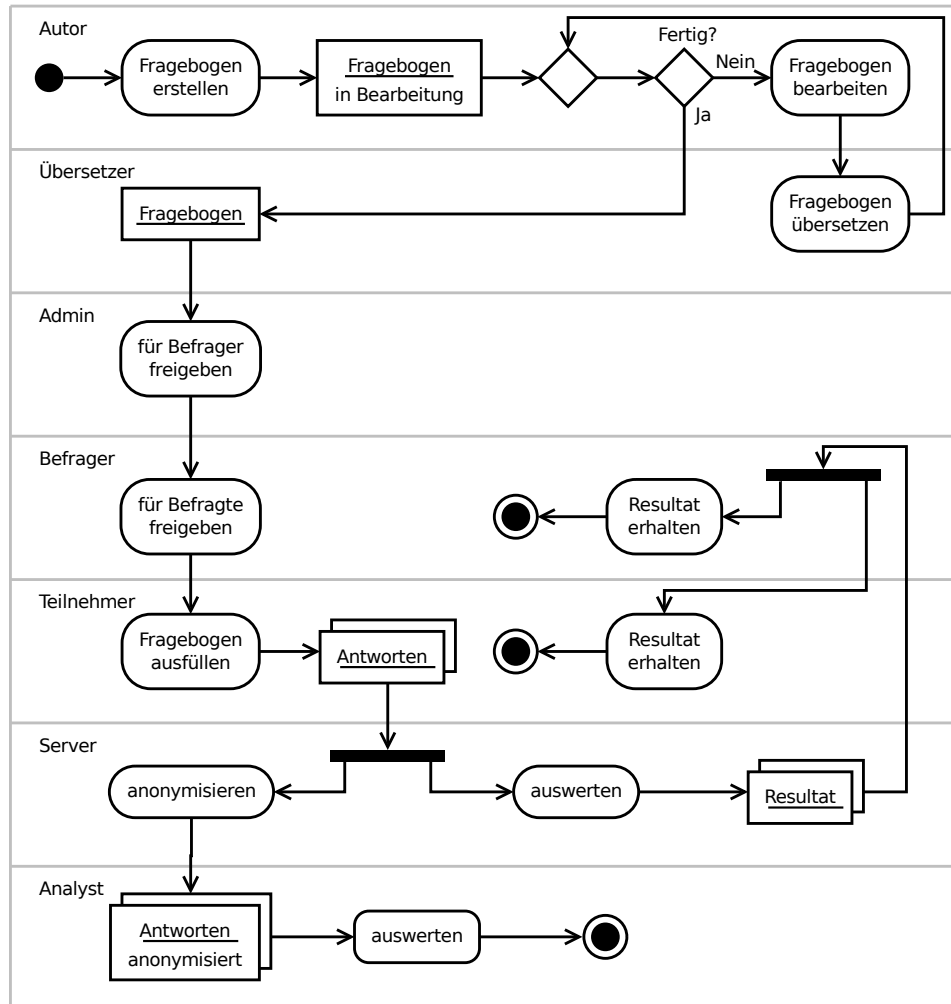 Autor
Fragebogen
erstellen
Fragebogen
in Bearbeitung
Fertig?
Nein
Ja
Fragebogen
bearbeiten
Übersetzer
Fragebogen
Fragebogen
übersetzen
Admin
für Befrager
freigeben
Befrager
für Befragte
freigeben
Resultat
erhalten
Teilnehmer
Fragebogen
ausfüllen
Antworten
Resultat
erhalten
Server
anonymisieren
auswerten
Resultat
Analyst
Antworten
anonymisiert
auswerten